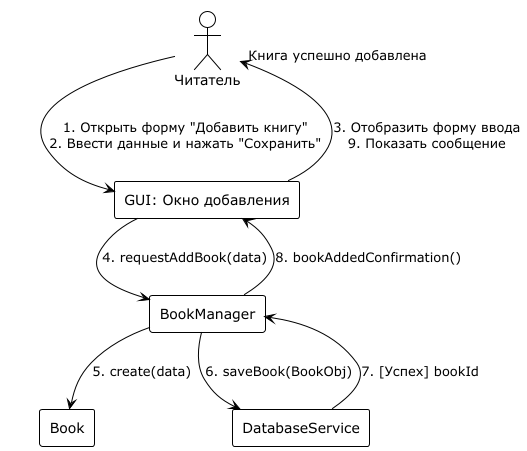 Книга успешно добавлена
Читатель
1. Открыть форму "Добавить книгу"
2. Ввести данные и нажать "Сохранить"
3. Отобразить форму ввода
9. Показать сообщение
GUI: Окно добавления
4. requestAddBook(data)
8. bookAddedConfirmation()
BookManager
5. create(data)
6. saveBook(BookObj)
7. [Успех] bookId
Book
DatabaseService